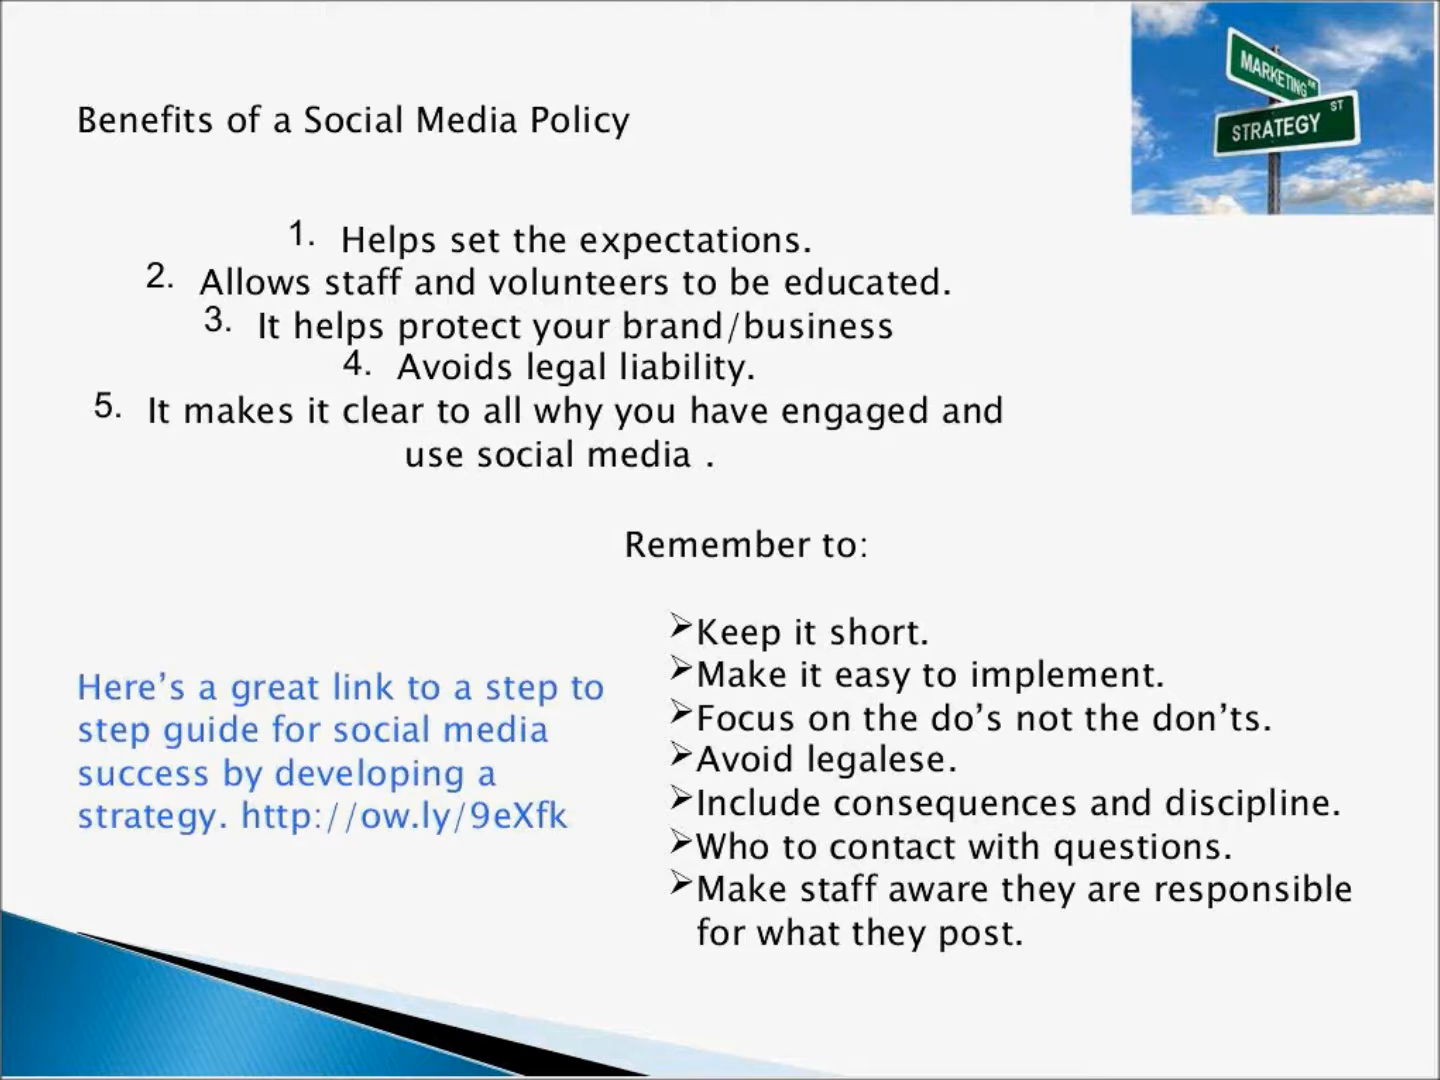 MARKETING AVE
STRATEGY ST
Benefits of a Social Media Policy
1. Helps set the expectations.
2. Allows staff and volunteers to be educated.
3. It helps protect your brand/business
4. Avoids legal liability.
5. It makes it clear to all why you have engaged and
use social media .
Remember to:
➢Keep it short.
➢Make it easy to implement.
➢Focus on the do’s not the don’ts.
➢Avoid legalese.
➢Include consequences and discipline.
➢Who to contact with questions.
➢Make staff aware they are responsible
for what they post.
Here’s a great link to a step to
step guide for social media
success by developing a
strategy. http://ow.ly/9eXfk